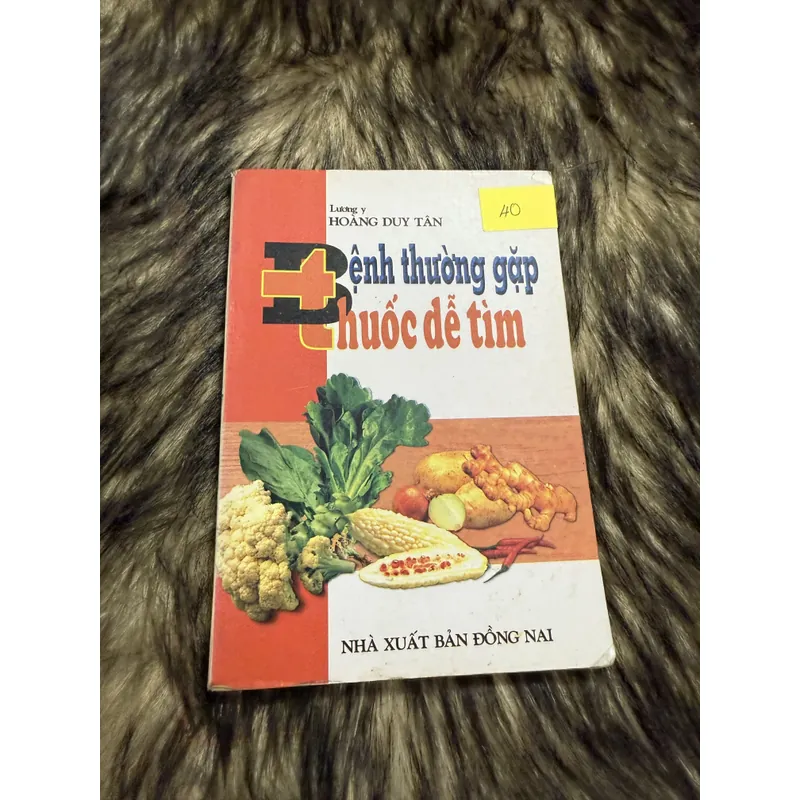 Lương y
HOÀNG DUY TÂN
40
Bệnh thường gặp
thuốc dễ tìm
NHÀ XUẤT BẢN ĐỒNG NAI